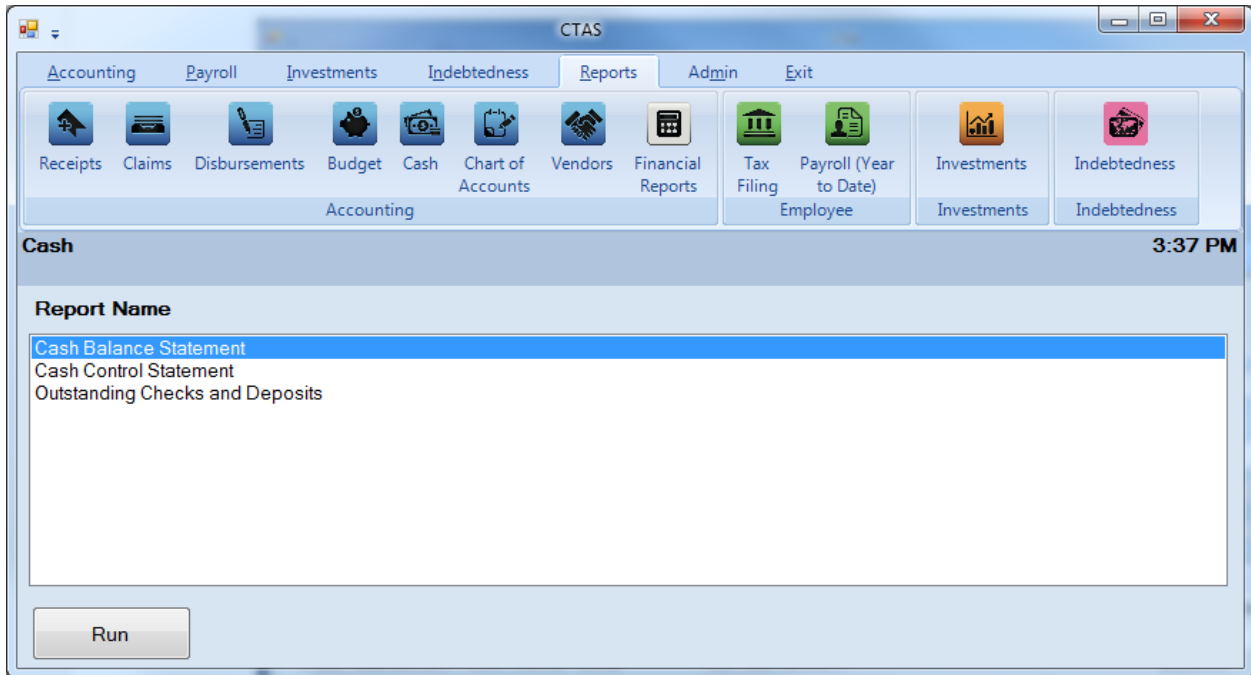 CTAS
Accounting Payroll Investments Indebtedness Reports Admin Exit
Receipts Claims Disbursements Budget Cash Chart of Accounts Vendors Financial Reports Tax Filing Payroll (Year to Date) Investments Indebtedness
Accounting Employee Investments Indebtedness
Cash 3:37 PM
Report Name
Cash Balance Statement
Cash Control Statement
Outstanding Checks and Deposits
Run